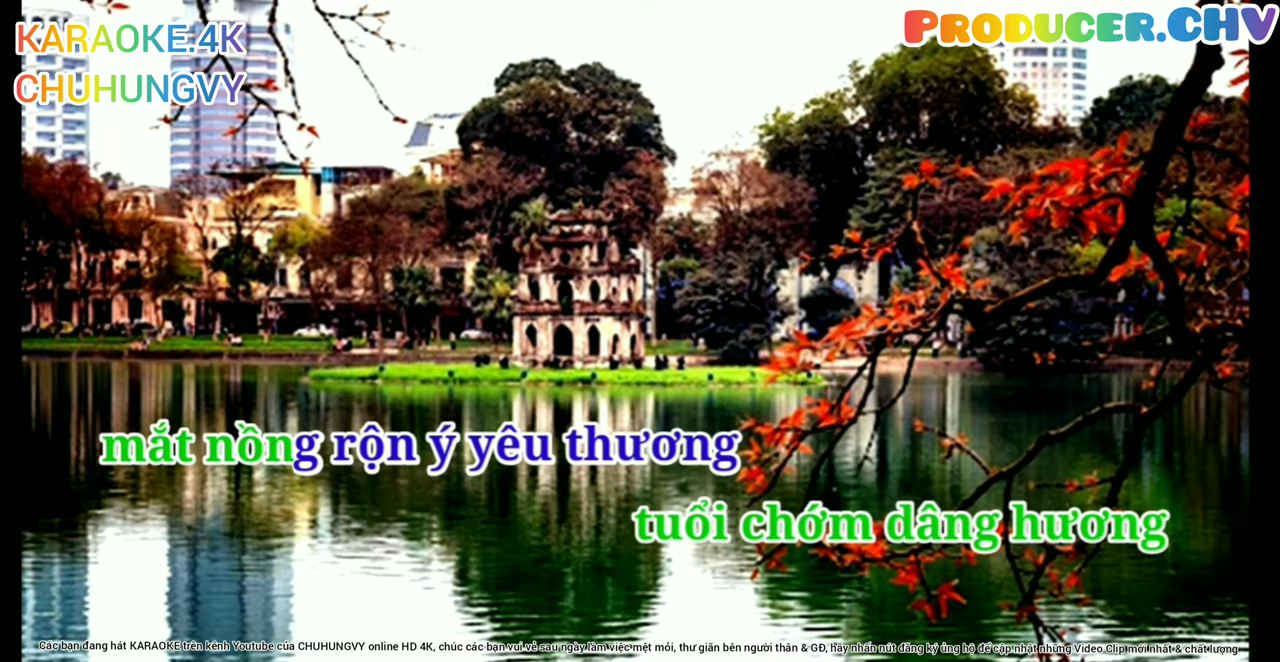 KARAOKE.4K
CHUHUNGVY
PRODUCER.CHV
mắt nồng rộn ý yêu thương
tuổi chớm dâng hương
Các bạn đang hát KARAOKE trên kênh Youtube của CHUHUNGVY online HD 4K, chúc các bạn vui vẻ sau ngày làm việc mệt mỏi, thư giãn bên người thân & GĐ, hãy nhấn nút đăng ký ủng hộ để cập nhật những Video Clip mới nhất & chất lượng